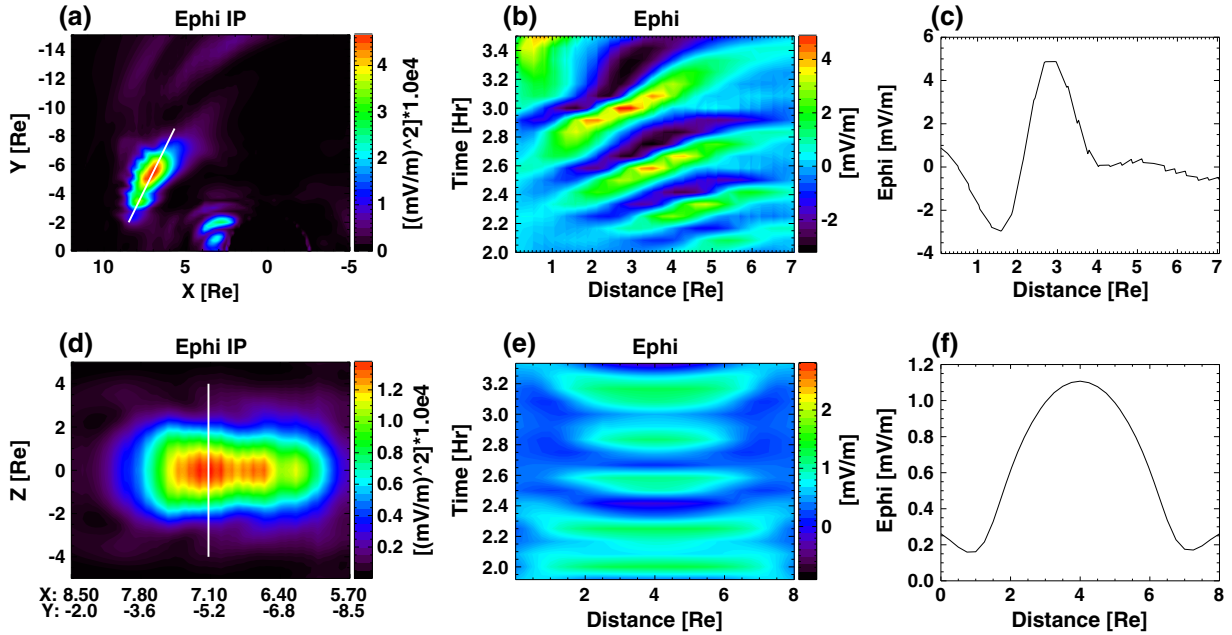 (a) Ephi IP
Y [Re]
-14
-12
-10
-8
-6
-4
-2
0
10 5 0 -5
X [Re]
4
3
2
1
0
[(mV/m)^2]*1.0e4
(b) Ephi
Time [Hr]
3.4
3.2
3.0
2.8
2.6
2.4
2.2
2.0
1 2 3 4 5 6 7
Distance [Re]
4
2
0
-2
[mV/m]
(c)
Ephi [mV/m]
6
4
2
0
-2
-4
1 2 3 4 5 6 7
Distance [Re]
(d) Ephi IP
Z [Re]
4
2
0
-2
-4
X: 8.50 7.80 7.10 6.40 5.70
Y: -2.0 -3.6 -5.2 -6.8 -8.5
1.2
1.0
0.8
0.6
0.4
0.2
[(mV/m)^2]*1.0e4
(e) Ephi
Time [Hr]
3.2
3.0
2.8
2.6
2.4
2.2
2.0
0 2 4 6 8
Distance [Re]
2
1
0
[mV/m]
(f)
Ephi [mV/m]
1.2
1.0
0.8
0.6
0.4
0.2
0.0
0 2 4 6 8
Distance [Re]